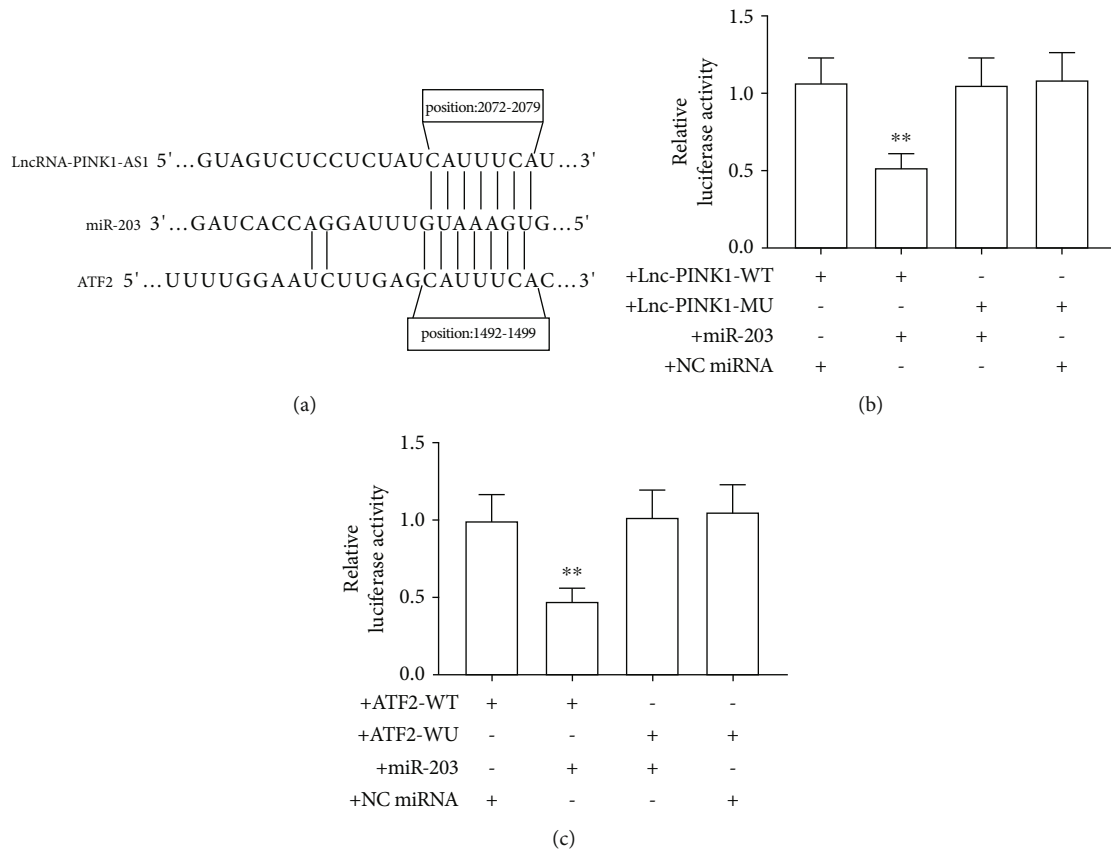 position:2072-2079
LncRNA-PINK1-AS1 5'...GUAGUCUCCUCUAUCAUUUCAU...3'
miR-203 3'...GAUCACCAGGAUUUGUAAAGUG...5'
ATF2 5'...UUUUGGAAUCUUGAGCAUUUCAC...3'
position:1492-1499
(a)
Relative
luciferase activity
1.5
1.0
0.5
0.0
**
+Lnc-PINK1-WT + + - -
+Lnc-PINK1-MU - - + +
+miR-203 - + + -
+NC miRNA + - - +
(b)
Relative
luciferase activity
1.5
1.0
0.5
0.0
**
+ATF2-WT + + - -
+ATF2-WU - - + +
+miR-203 - + + -
+NC miRNA + - - +
(c)